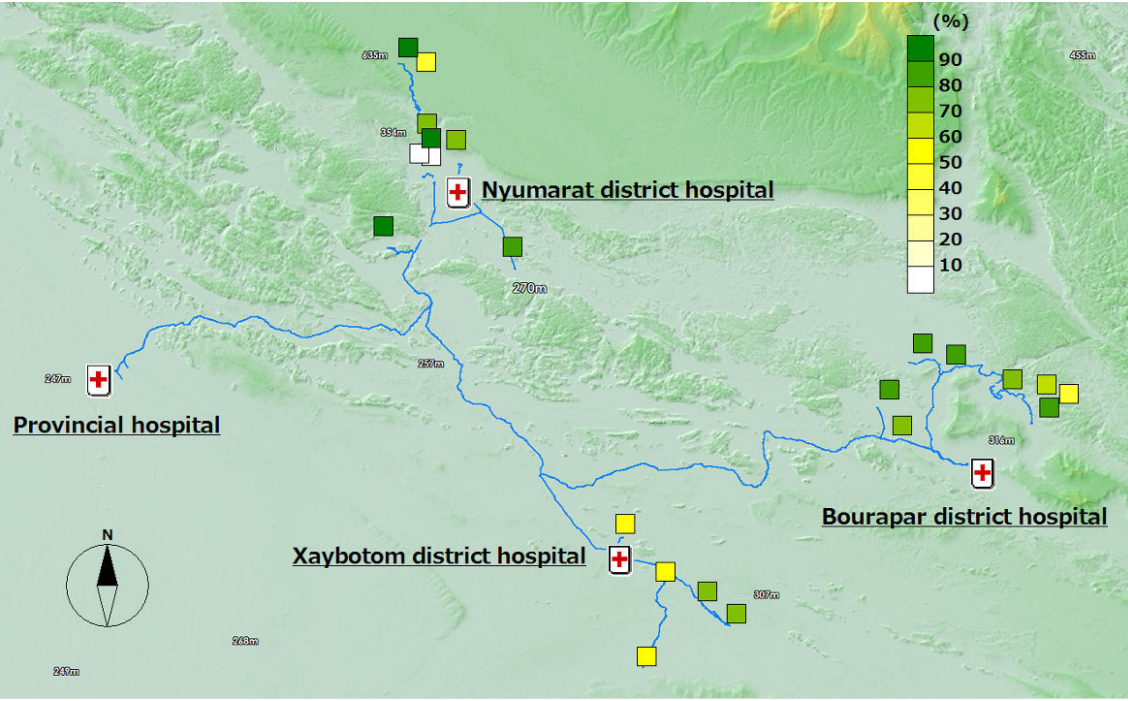 (%)
635m
455m
90
80
70
60
50
40
30
20
10
354m
Nyumarat district hospital
270m
257m
247m
Provincial hospital
316m
Bourapar district hospital
N
Xaybotom district hospital
307m
268m
249m